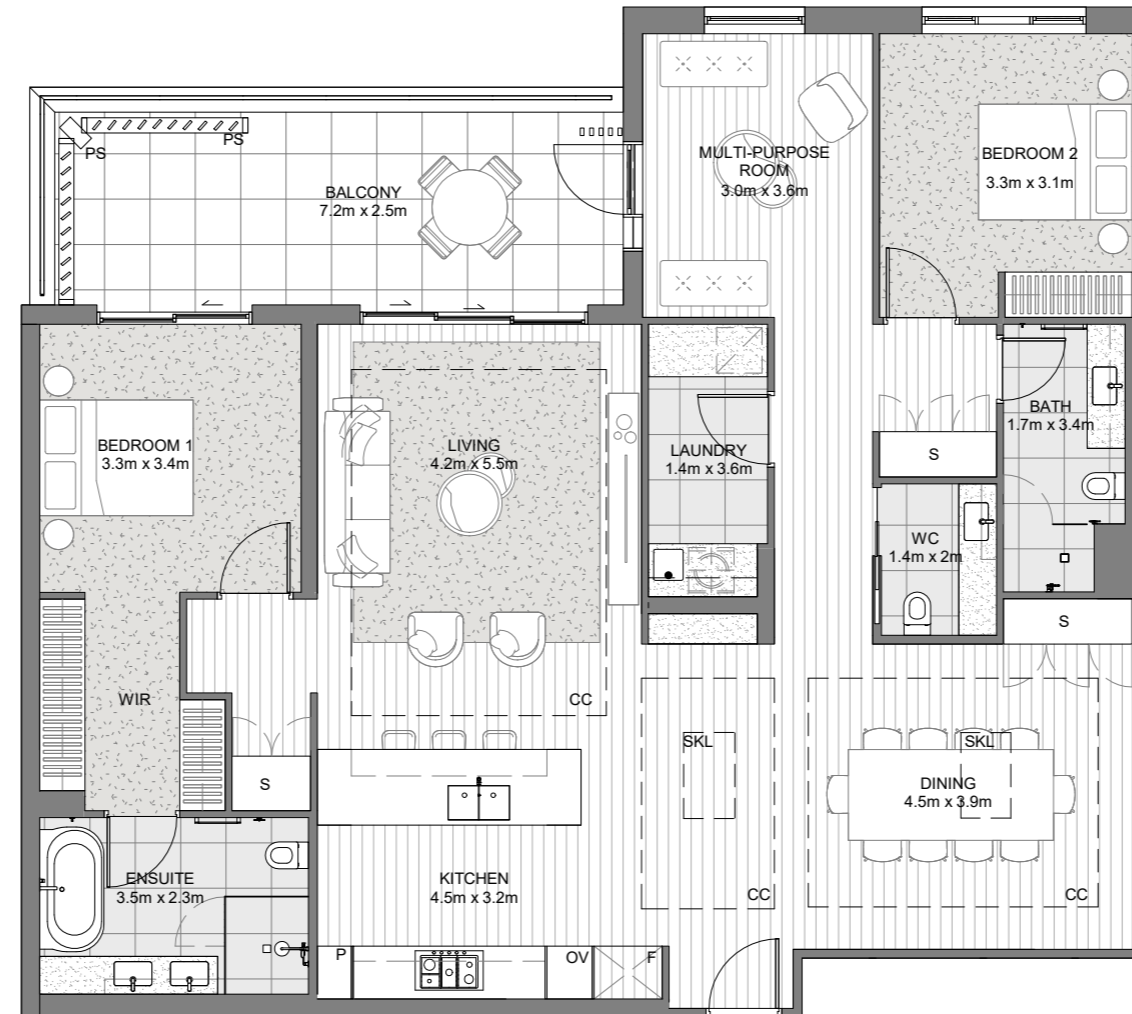 MULTI-PURPOSE
ROOM
3.0m x 3.6m
BEDROOM 2
3.3m x 3.1m
PS
PS
BALCONY
7.2m x 2.5m
BEDROOM 1
3.3m x 3.4m
LIVING
4.2m x 5.5m
LAUNDRY
1.4m x 3.6m
BATH
1.7m x 3.4m
S
WC
1.4m x 2m
S
WIR
CC
SKL
SKL
S
DINING
4.5m x 3.9m
ENSUITE
3.5m x 2.3m
KITCHEN
4.5m x 3.2m
CC
CC
P
OV
F